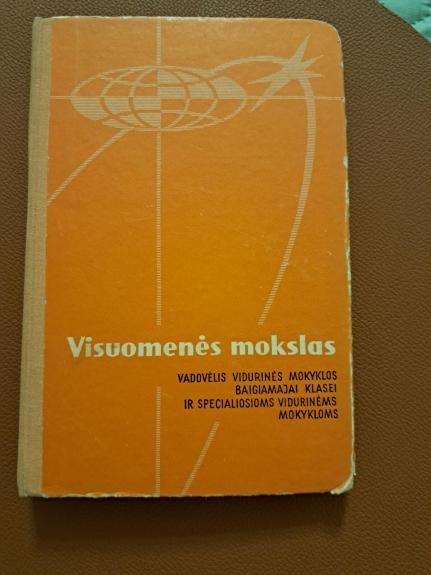 Visuomenės mokslas
VADOVĖLIS VIDURINĖS MOKYKLOS
BAIGIAMAJAI KLASEI
IR SPECIALIOSIOMS VIDURINĖMS
MOKYKLOMS